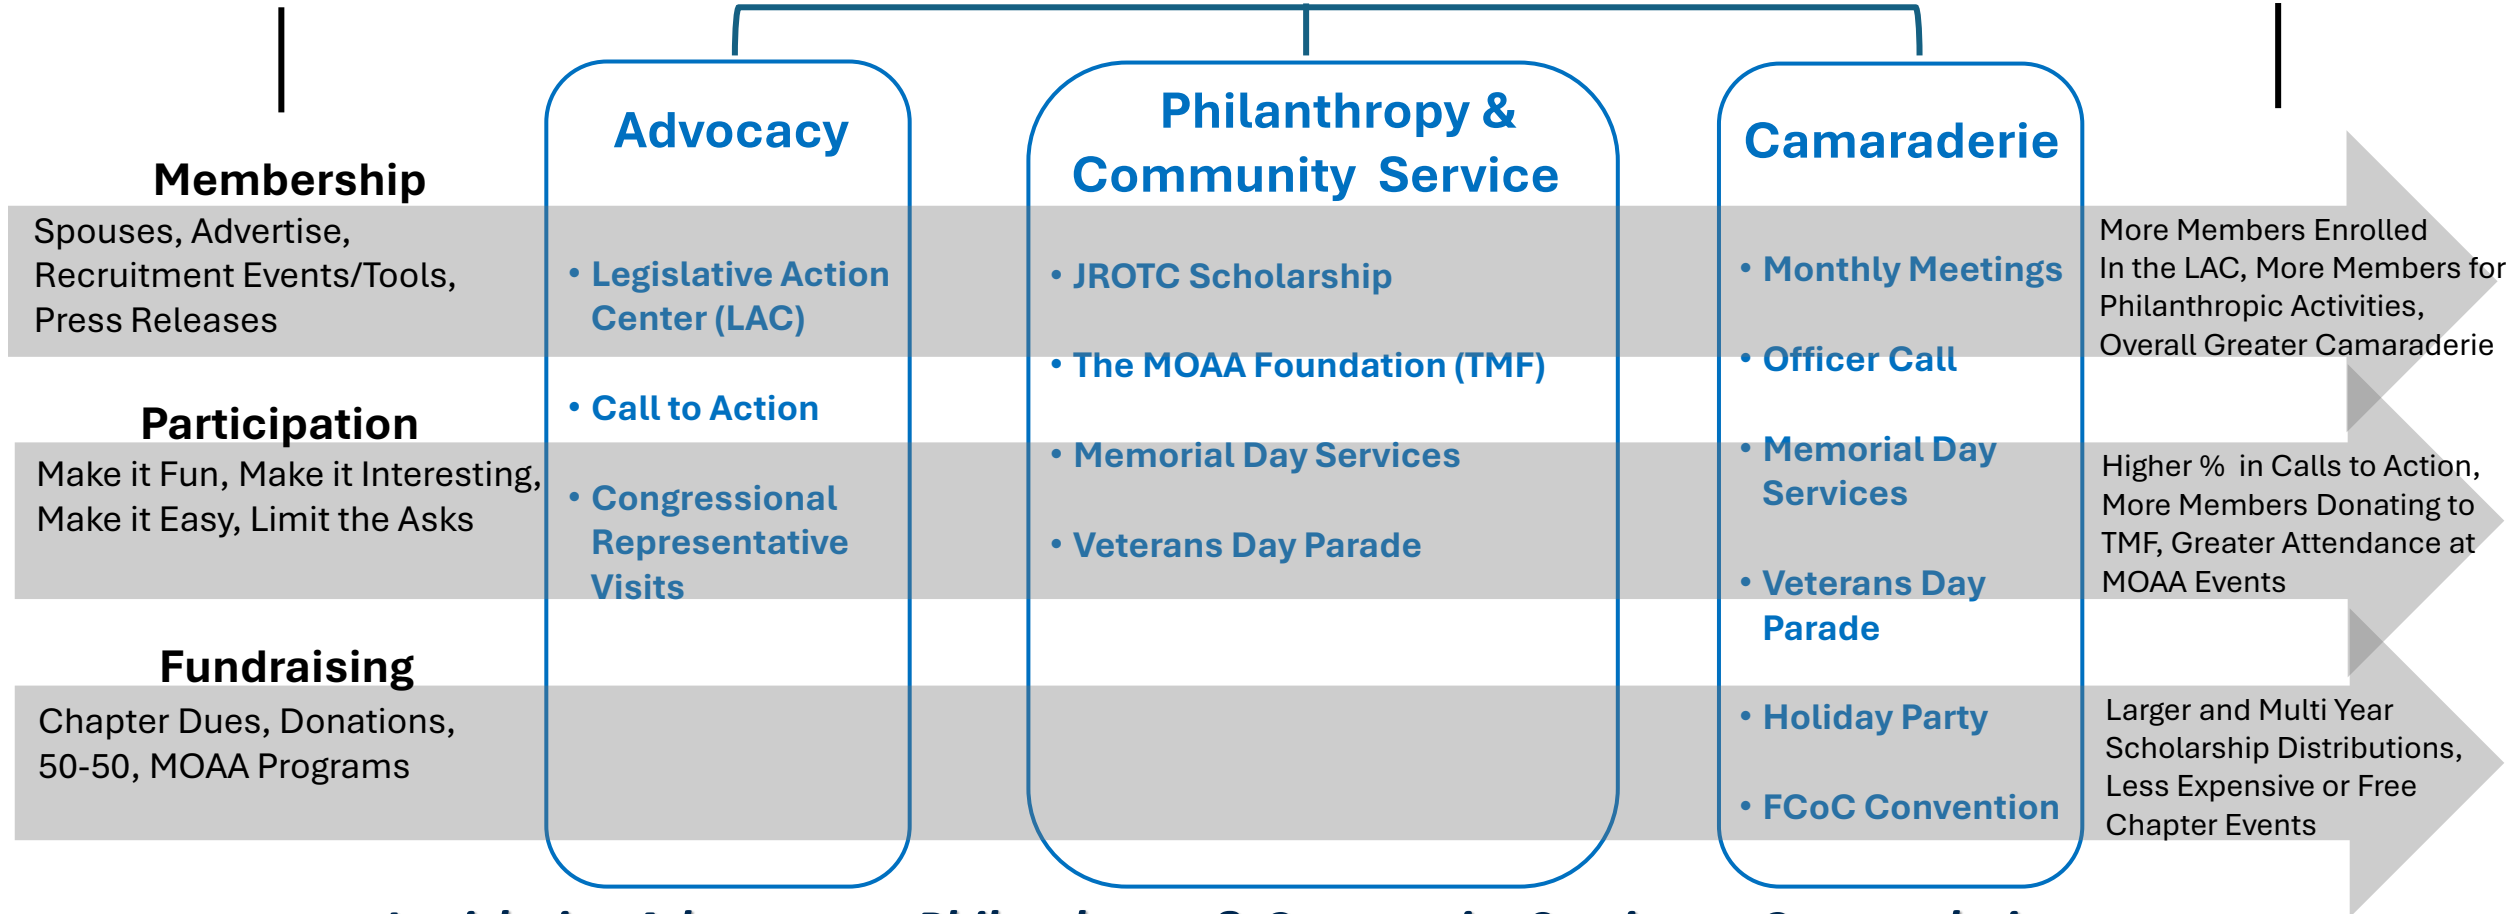 Membership
Spouses, Advertise,
Recruitment Events/Tools,
Press Releases
Participation
Make it Fun, Make it Interesting,
Make it Easy, Limit the Asks
Fundraising
Chapter Dues, Donations,
50-50, MOAA Programs
Advocacy
• Legislative Action
Center (LAC)
• Call to Action
• Congressional
Representative
Visits
Philanthropy &
Community Service
• JROTC Scholarship
• The MOAA Foundation (TMF)
• Memorial Day Services
• Veterans Day Parade
Camaraderie
• Monthly Meetings
• Officer Call
• Memorial Day
Services
• Veterans Day
Parade
• Holiday Party
• FCoC Convention
More Members Enrolled
In the LAC, More Members for
Philanthropic Activities,
Overall Greater Camaraderie
Higher % in Calls to Action,
More Members Donating to
TMF, Greater Attendance at
MOAA Events
Larger and Multi Year
Scholarship Distributions,
Less Expensive or Free
Chapter Events